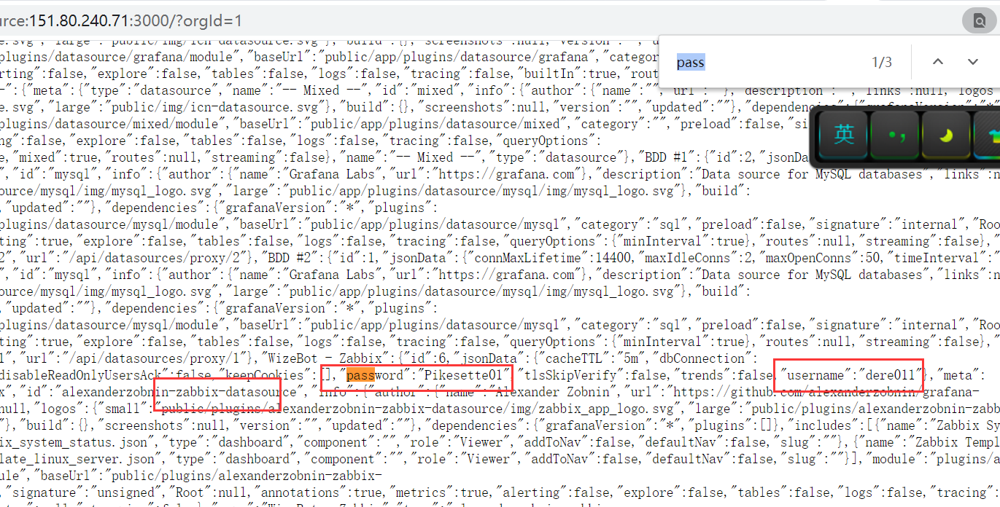 rce:151.80.240.71:3000/?orgId=1
pass
1/3
plugins/datasource/grafana/module","baseUrl":"public/app/plugins/datasource/grafana","categor
rting":false,"explore":false,"tables":false,"logs":false,"tracing":false,"builtIn":true,"rout
-":{"meta":{"type":"datasource","name":"-- Mixed --","id":"mixed","info":{"author":{"name":"","url":""},"description":"","links":null,"logos
e.svg","large":"public/img/icn-datasource.svg"},"build":{},"screenshots":null,"version":"","updated":""},"dependencies":{"grafanaVersion":"*"
plugins/datasource/mixed/module","baseUrl":"public/app/plugins/datasource/mixed","category":"","preload":false,"si
ng":false,"explore":false,"tables":false,"logs":false,"tracing":false,"queryOptions":
英
e,"mixed":true,"routes":null,"streaming":false},"name":"-- Mixed --","type":"datasource"},"BDD #1":{"id":2,"jsonDa
","id":"mysql","info":{"author":{"name":"Grafana Labs","url":"https://grafana.com"},"description":"Data source for MySQL databases","links":n
ource/mysql/img/mysql_logo.svg","large":"public/app/plugins/datasource/mysql/img/mysql_logo.svg"},"build":
,"updated":""},"dependencies":{"grafanaVersion":"*","plugins":
plugins/datasource/mysql/module","baseUrl":"public/app/plugins/datasource/mysql","category":"sql","preload":false,"signature":"internal","Roo
ting":true,"explore":false,"tables":false,"logs":false,"tracing":false,"queryOptions":{"minInterval":true},"routes":null,"streaming":false},"
2","url":"/api/datasources/proxy/2"},"BDD #2":{"id":1,"jsonData":{"connMaxLifetime":14400,"maxIdleConns":2,"maxOpenConns":50,"timeInterval":"
","id":"mysql","info":{"author":{"name":"Grafana Labs","url":"https://grafana.com"},"description":"Data source for MySQL databases","links":n
ource/mysql/img/mysql_logo.svg","large":"public/app/plugins/datasource/mysql/img/mysql_logo.svg"},"build":
,"updated":""},"dependencies":{"grafanaVersion":"*","plugins":
plugins/datasource/mysql/module","baseUrl":"public/app/plugins/datasource/mysql","category":"sql","preload":false,"signature":"internal","Roo
ting":true,"explore":false,"tables":false,"logs":false,"tracing":false,"queryOptions":{"minInterval":true},"routes":null,"streaming":false},
l","url":"/api/datasources/proxy/1"},"WizeBot - Zabbix":{"id":6,"jsonData":{"cacheTTL":"5m","dbConnection":
disableReadOnlyUsersAck":false,"keepCookies":[],"password":"Pikesette01","tlsSkipVerify":false,"trends":false,"username":"dere011"},"meta":
x","id":"alexanderzobnin-zabbix-datasource","info":{"author":{"name":"Alexander Zobnin","url":"https://github.com/alexanderzobnin/grafana-
null,"logos":{"small":"public/plugins/alexanderzobnin-zabbix-datasource/img/zabbix_app_logo.svg","large":"public/plugins/alexanderzobnin-zabb
"},"build":{},"screenshots":null,"version":"","updated":""},"dependencies":{"grafanaVersion":"*","plugins":[]},"includes":[{"name":"Zabbix Sy
ix_system_status.json","type":"dashboard","component":"","role":"Viewer","addToNav":false,"defaultNav":false,"slug":""},{"name":"Zabbix Templ
late_linux_server.json","type":"dashboard","component":"","role":"Viewer","addToNav":false,"defaultNav":false,"slug":""}],"module":"plugins/a
ule","baseUrl":"public/plugins/alexanderzobnin-zabbix-
,"signature":"unsigned","Root":null,"annotations":true,"metrics":true,"alerting":false,"explore":false,"tables":false,"logs":false,"tracing":